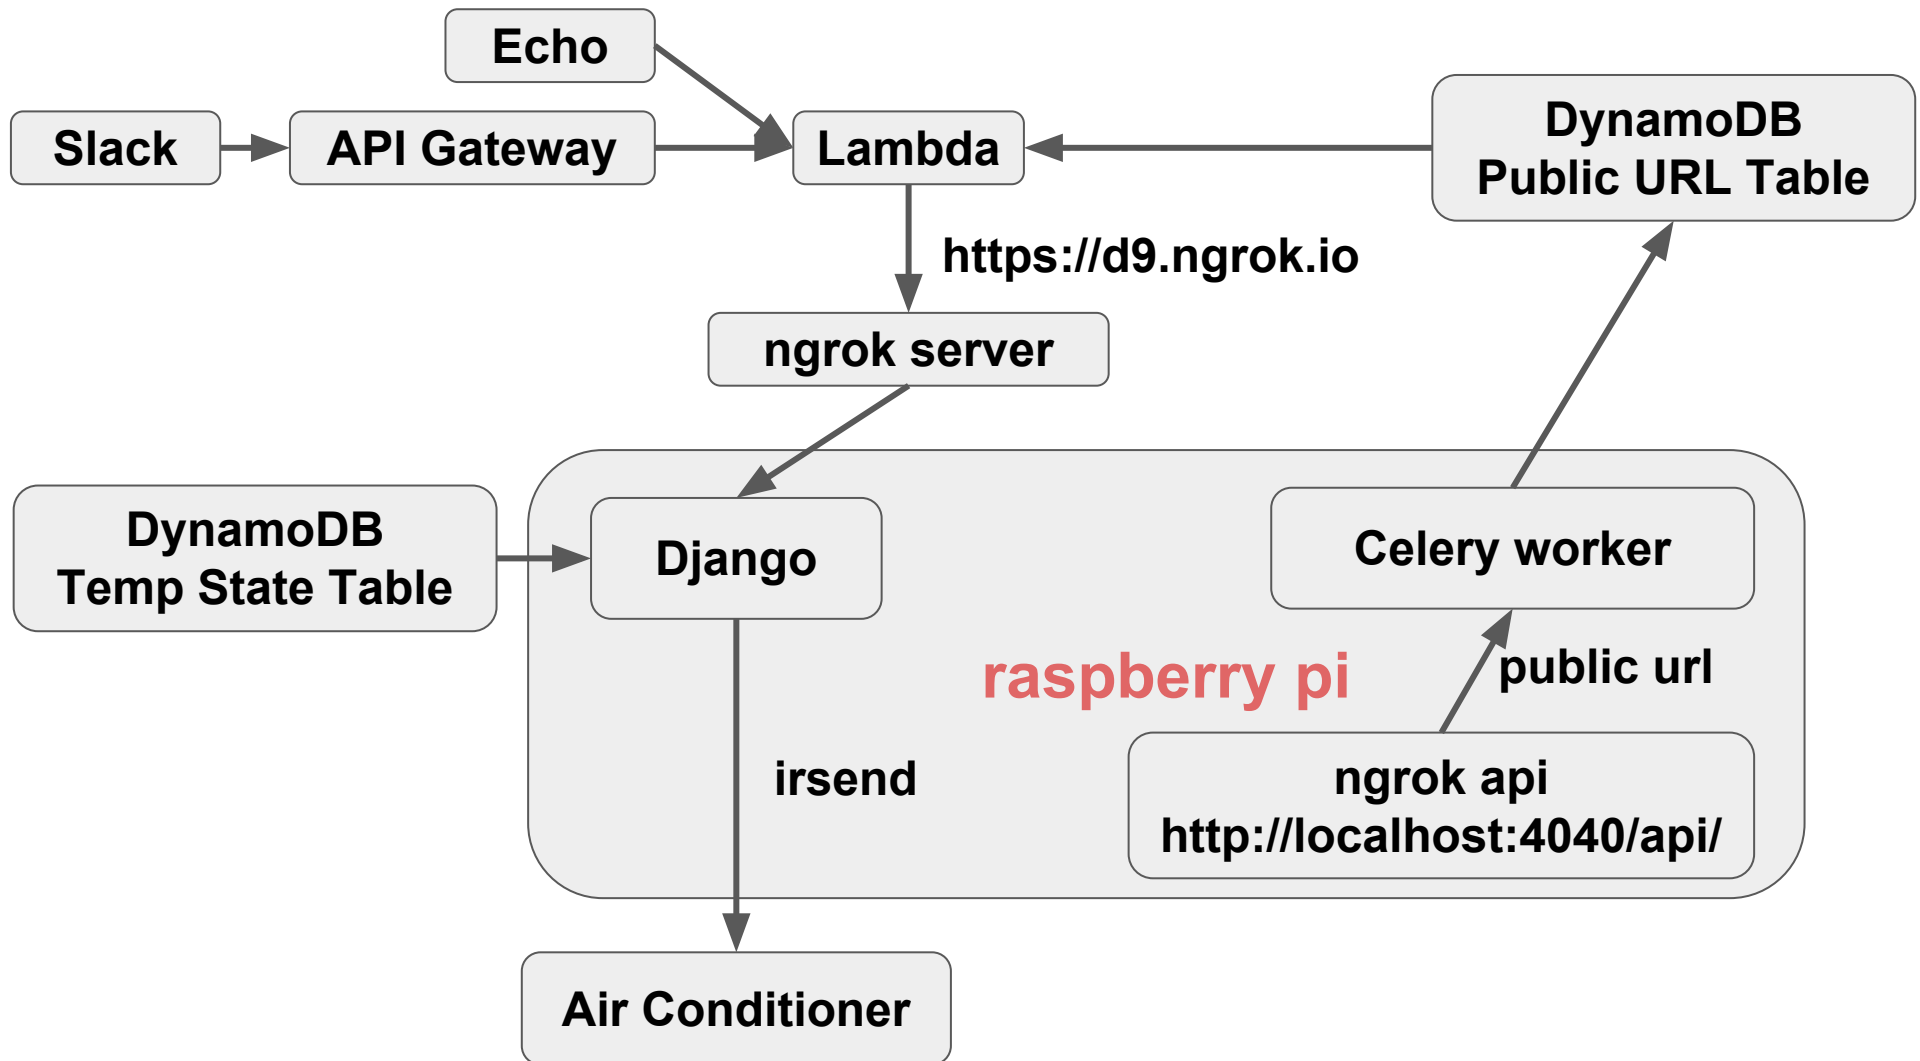 Echo
Slack
API Gateway
Lambda
DynamoDB
Public URL Table
https://d9.ngrok.io
ngrok server
DynamoDB
Temp State Table
Django
Celery worker
raspberry pi
public url
irsend
ngrok api
http://localhost:4040/api/
Air Conditioner